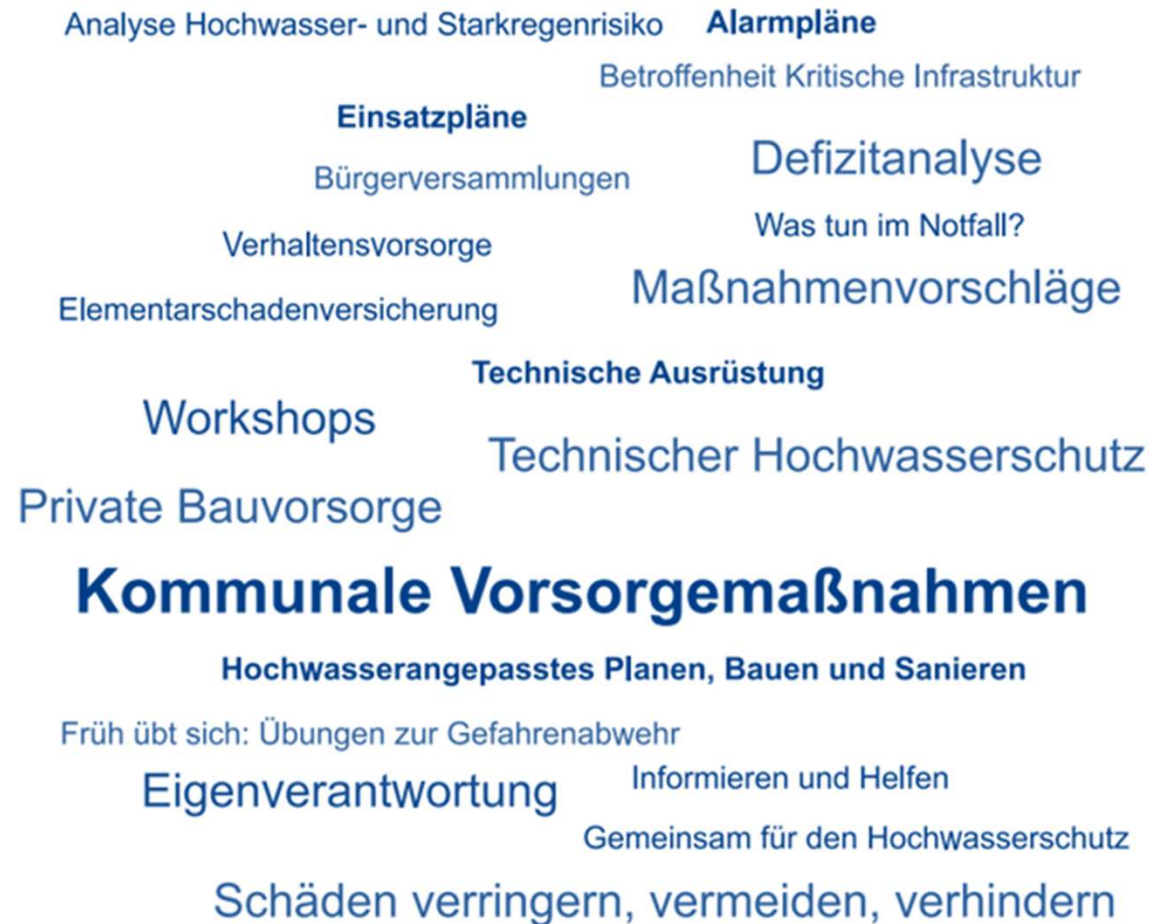 Analyse Hochwasser- und Starkregenrisiko
Alarmpläne
Betroffenheit Kritische Infrastruktur
Einsatzpläne
Defizitanalyse
Bürgerversammlungen
Was tun im Notfall?
Verhaltensvorsorge
Maßnahmenvorschläge
Elementarschadenversicherung
Technische Ausrüstung
Workshops
Technischer Hochwasserschutz
Private Bauvorsorge
Kommunale Vorsorgemaßnahmen
Hochwasserangepasstes Planen, Bauen und Sanieren
Früh übt sich: Übungen zur Gefahrenabwehr
Eigenverantwortung
Informieren und Helfen
Gemeinsam für den Hochwasserschutz
Schäden verringern, vermeiden, verhindern